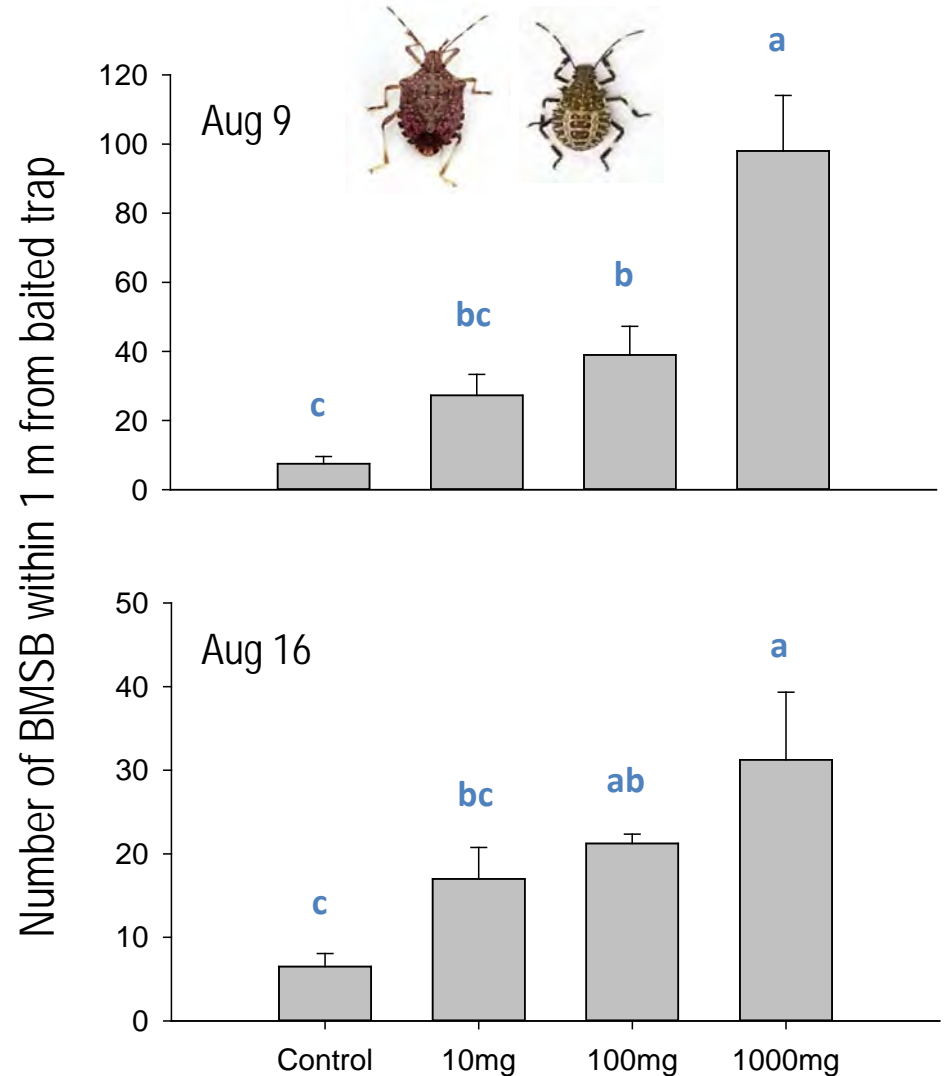 Number of BMSB within 1 m from baited trap
Aug 9
120
100
80
60
40
20
0
c
bc
b
a
Aug 16
50
40
30
20
10
0
c
bc
ab
a
Control 10mg 100mg 1000mg